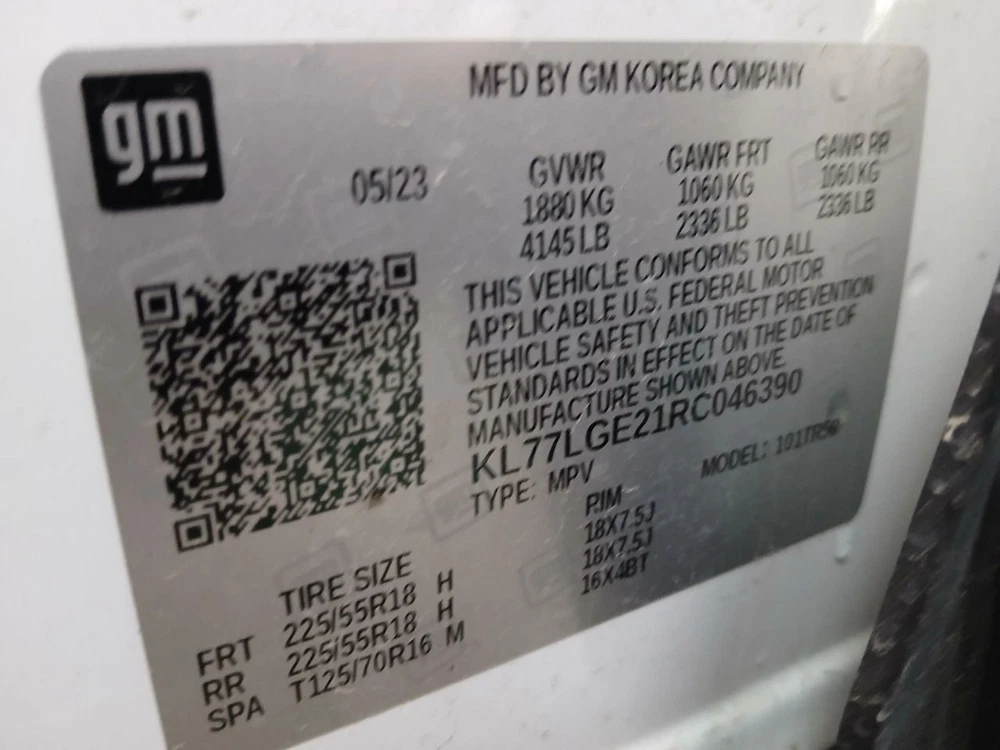 gm
MFD BY GM KOREA COMPANY
05/23
GVWR GAWR FRT GAWR RR
1880 KG 1060 KG 1060 KG
4145 LB 2336 LB 2336 LB
THIS VEHICLE CONFORMS TO ALL
APPLICABLE U.S. FEDERAL MOTOR
VEHICLE SAFETY AND THEFT PREVENTION
STANDARDS IN EFFECT ON THE DATE OF
MANUFACTURE SHOWN ABOVE.
KL77LGE21RC046390
TYPE: MPV MODEL: 101TR58
TIRE SIZE RIM
FRT 225/55R18 H 18X7.5J
RR 225/55R18 H 18X7.5J
SPA T125/70R16 M 16X4BT